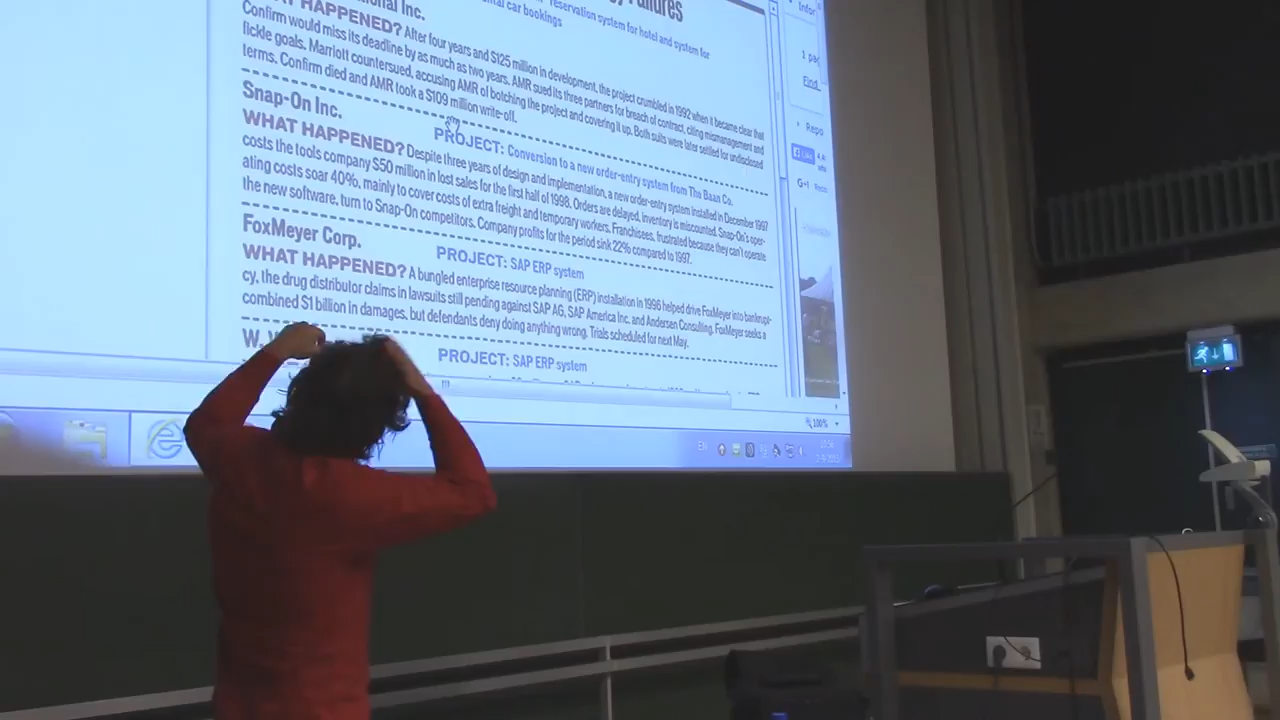 Failures
Reservation system for hotel and
car bookings
Inc.
HAPPENED? After four years and $125 million in development, the project crumbled in 1992 when it became clear that
Confirm would miss its deadline by as much as two years. AMR sued its three partners for breach of contract, citing mismanagement and
fickle goals. Marriott countersued, accusing AMR of botching the project and covering it up. Both suits were later settled for undisclosed
terms. Confirm died and AMR took a $109 million write-off.
Snap-On Inc.
PROJECT: Conversion to a new order-entry system from The Baan Co.
WHAT HAPPENED? Despite three years of design and implementation, a new order-entry system installed in December 1997
costs the tools company $50 million in lost sales for the first half of 1998. Orders are delayed, inventory is miscounted. Snap-On's oper-
ating costs soar 40%, mainly to cover costs of extra freight and temporary workers. Franchisees, frustrated because they can't operate
the new software, turn to Snap-On competitors. Company profits for the period sink 22% compared to 1997.
FoxMeyer Corp.
PROJECT: SAP ERP system
WHAT HAPPENED? A bungled enterprise resource planning (ERP) installation in 1996 helped drive FoxMeyer into bankrupt-
cy, the drug distributor claims in lawsuits still pending against SAP AG, SAP America Inc. and Andersen Consulting. FoxMeyer seeks a
combined $1 billion in damages, but defendants deny doing anything wrong. Trials scheduled for next May.
W.
PROJECT: SAP ERP system
Infor
1 pa
Find
Repo
100%
EN